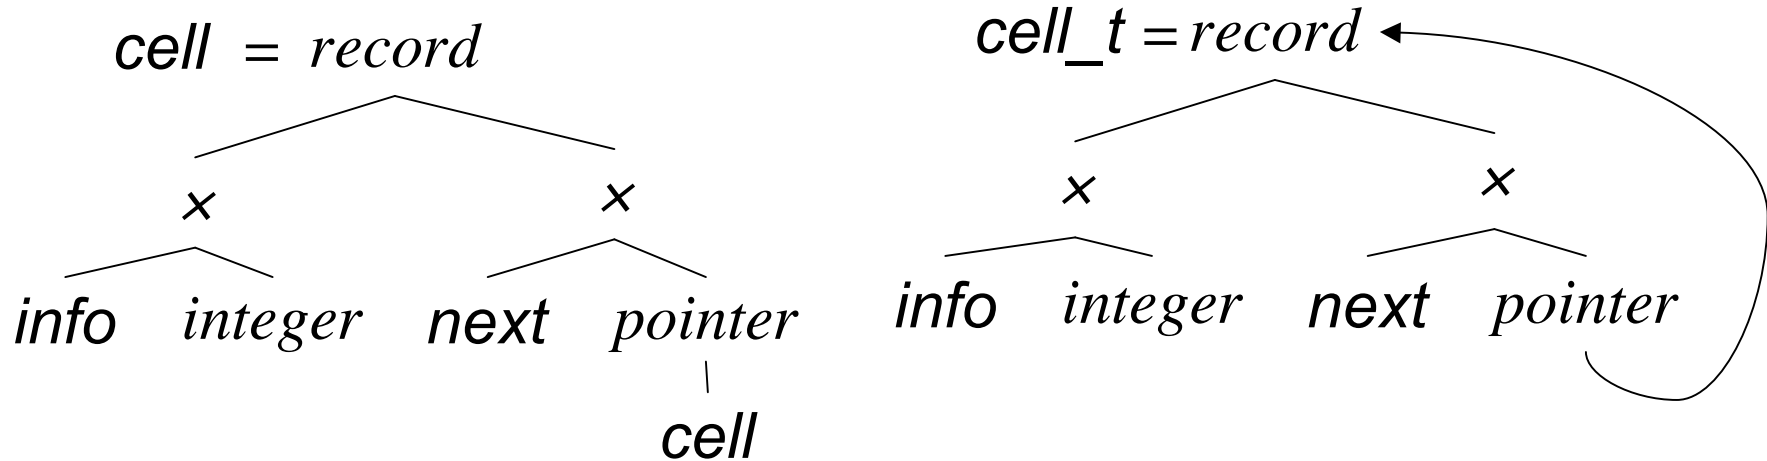 cell = record
× ×
info integer next pointer
cell
cell_t = record
× ×
info integer next pointer